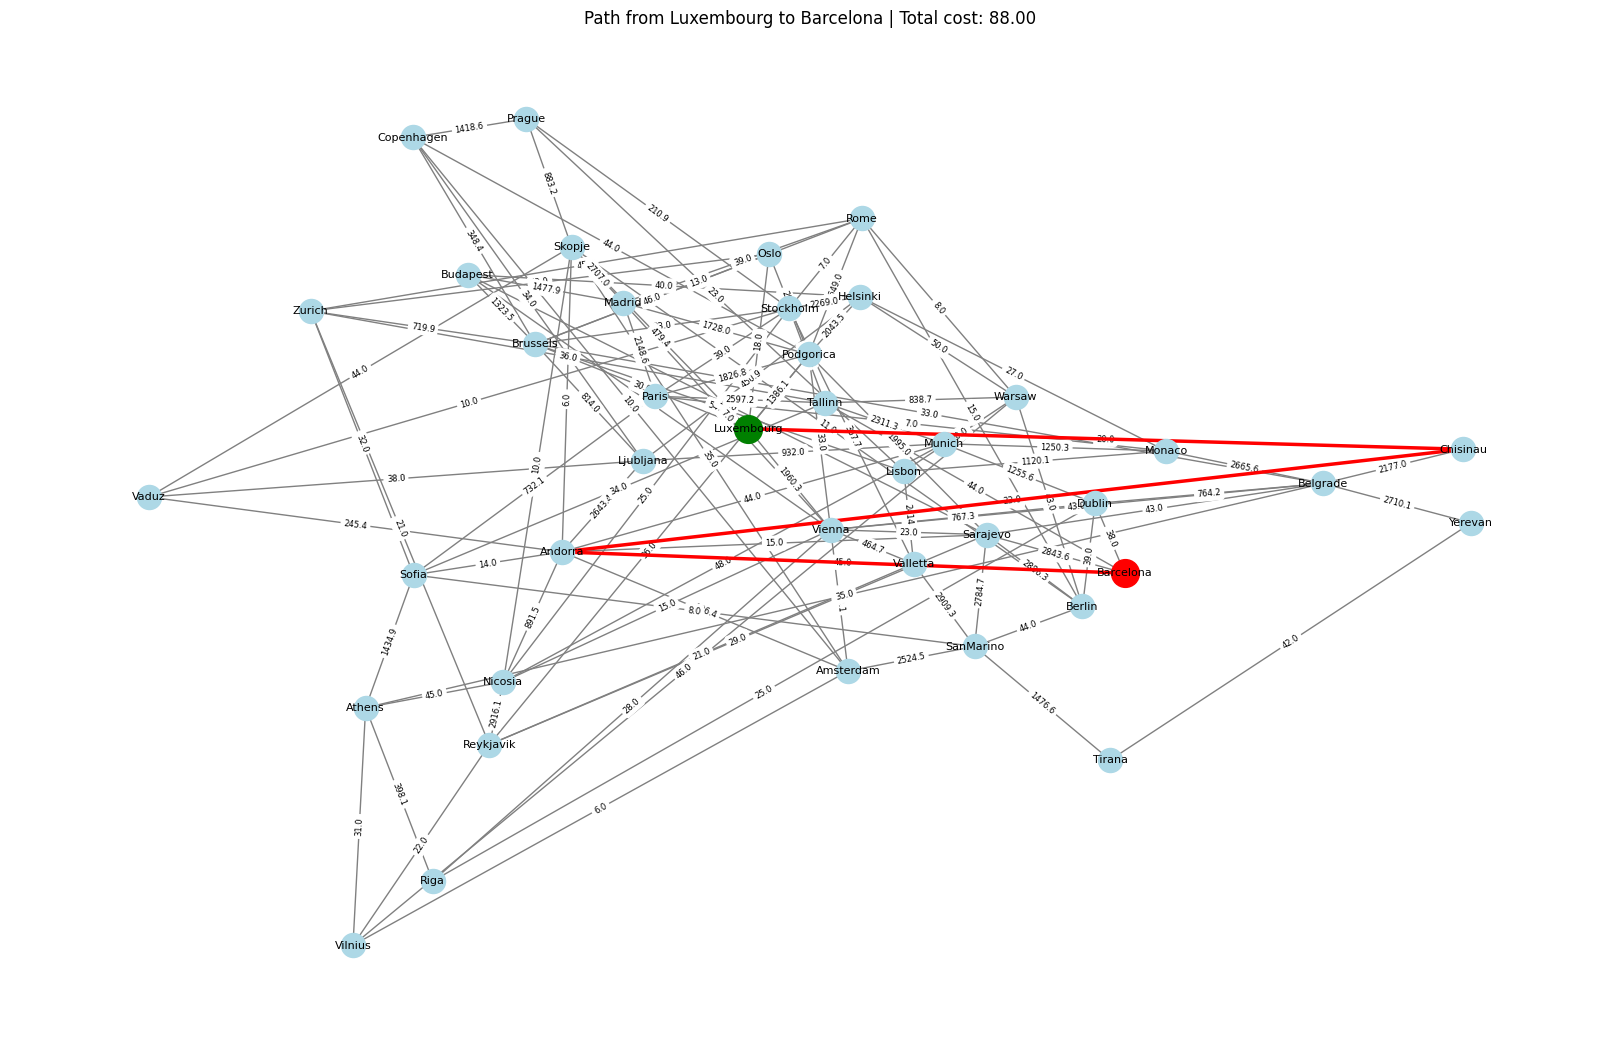 Path from Luxembourg to Barcelona | Total cost: 88.00
Prague
1418.6
Copenhagen
883.2
210.9
Rome
348.4
44.0
Skopje
Oslo
39.0
2707.0
Budapest
1477.9
40.0
13.0
23.0
34.0
Helsinki
46.0
Madrid
2269.0
Stockholm
Zurich
1323.5
8.0
719.9
1728.0
2043.5
Brussels
18.0
50.0
479.4
2148.6
39.0
Podgorica
36.0
44.0
1826.8
27.0
1386.1
Paris
2597.2
Tallinn
838.7
Warsaw
10.0
814.0
10.0
7.0
15.0
33.0
2311.3
7.0
Luxembourg
Munich
1250.3
Chisinau
932.0
Monaco
Ljubljana
1120.1
2665.6
2177.0
Lisbon
1255.6
38.0
34.0
1960.3
44.0
Belgrade
732.1
25.0
764.2
2710.1
Vaduz
2643.4
44.0
Dublin
43.0
32.0
Yerevan
21.0
767.3
Vienna
23.0
Sarajevo
245.4
15.0
464.7
38.0
Andorra
2843.6
39.0
14.0
48.0
Valletta
Barcelona
Sofia
35.0
2784.7
2909.3
15.0
8.0
Berlin
891.5
44.0
1434.9
29.0
21.0
SanMarino
42.0
46.0
2524.5
Amsterdam
Nicosia
45.0
25.0
Athens
28.0
1476.6
2916.1
Reykjavik
Tirana
398.1
6.0
31.0
22.0
Riga
Vilnius